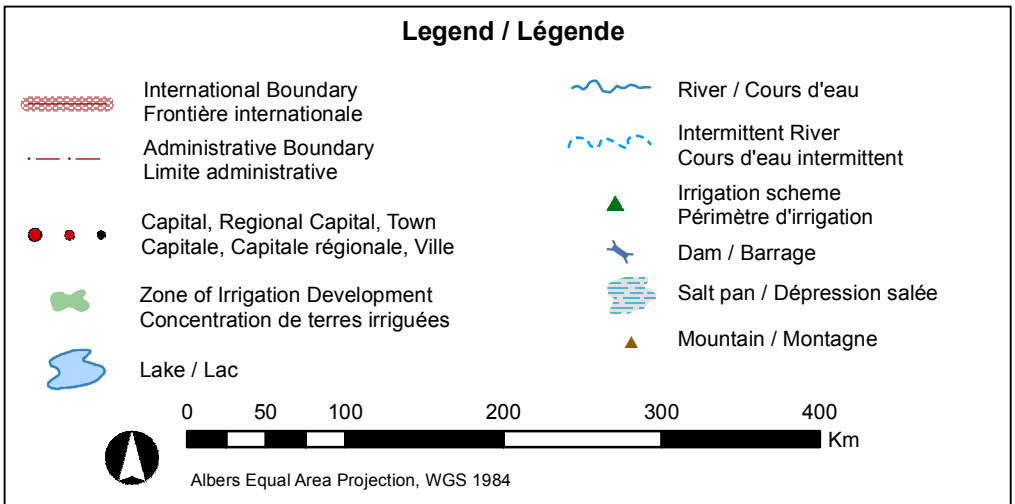 Legend / Légende
International Boundary
Frontière internationale
Administrative Boundary
Limite administrative
Capital, Regional Capital, Town
Capitale, Capitale régionale, Ville
Zone of Irrigation Development
Concentration de terres irriguées
Lake / Lac
River / Cours d'eau
Intermittent River
Cours d'eau intermittent
Irrigation scheme
Périmètre d'irrigation
Dam / Barrage
Salt pan / Dépression salée
Mountain / Montagne
0 50 100 200 300 400
Km
Albers Equal Area Projection, WGS 1984